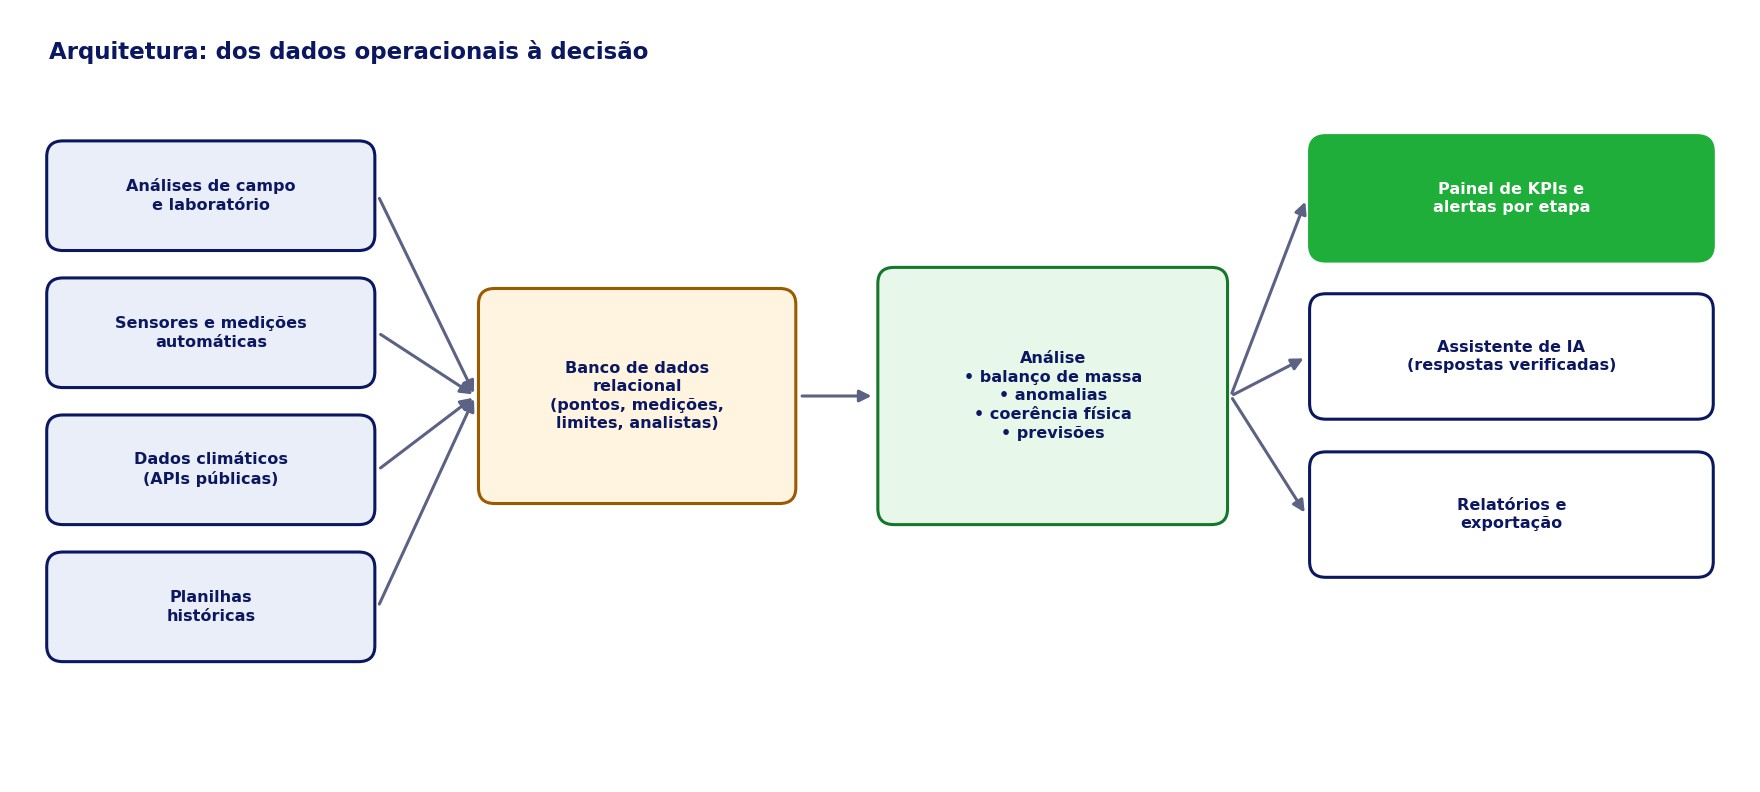 Arquitetura: dos dados operacionais à decisão
Análises de campo
e laboratório
Sensores e medições
automáticas
Dados climáticos
(APIs públicas)
Planilhas
históricas
Banco de dados
relacional
(pontos, medições,
limites, analistas)
Análise
• balanço de massa
• anomalias
• coerência física
• previsões
Painel de KPIs e
alertas por etapa
Assistente de IA
(respostas verificadas)
Relatórios e
exportação